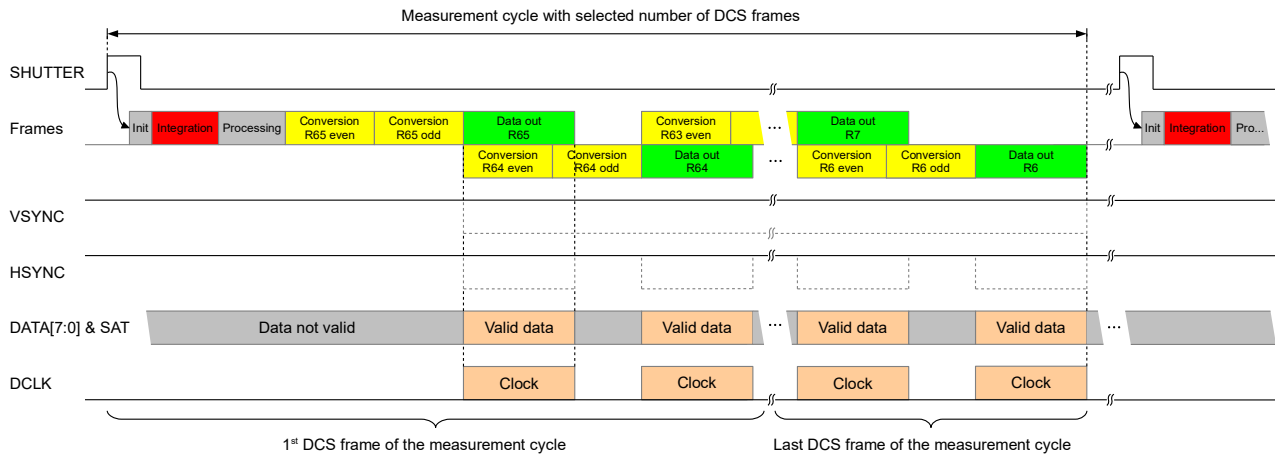 Measurement cycle with selected number of DCS frames
SHUTTER
Frames
Init
Integration
Processing
Conversion
R65 even
Conversion
R65 odd
Data out
R65
Conversion
R63 even
...
Data out
R7
Init
Integration
Pro...
Conversion
R64 even
Conversion
R64 odd
Data out
R64
...
Conversion
R6 even
Conversion
R6 odd
Data out
R6
VSYNC
HSYNC
DATA[7:0] & SAT
Data not valid
Valid data
Valid data
...
Valid data
Valid data
...
DCLK
Clock
Clock
Clock
Clock
1st DCS frame of the measurement cycle
Last DCS frame of the measurement cycle